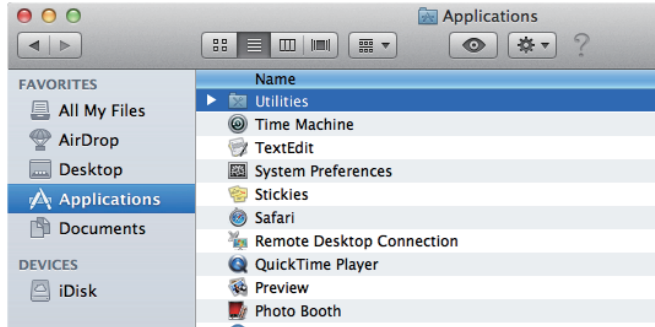 Applications
FAVORITES
All My Files
AirDrop
Desktop
Applications
Documents
DEVICES
iDisk
Name
Utilities
Time Machine
TextEdit
System Preferences
Stickies
Safari
Remote Desktop Connection
QuickTime Player
Preview
Photo Booth